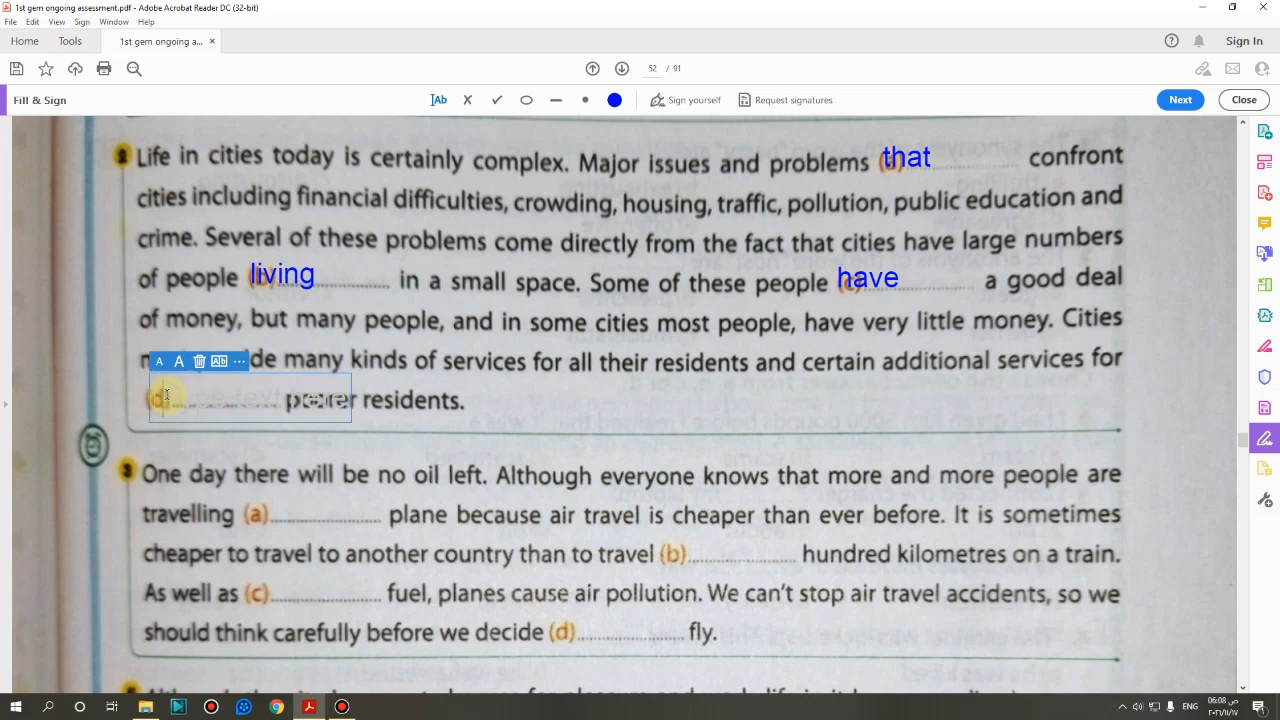 1st gem ongoing assessment.pdf - Adobe Acrobat Reader DC (32-bit)
File Edit View Sign Window Help
Home Tools 1st gem ongoing a... × Sign In
52 / 91
Fill & Sign Ab Sign yourself Request signatures Next Close
2 Life in cities today is certainly complex. Major issues and problems that confront
cities including financial difficulties, crowding, housing, traffic, pollution, public education and
crime. Several of these problems come directly from the fact that cities have large numbers
of people living in a small space. Some of these people have a good deal
of money, but many people, and in some cities most people, have very little money. Cities
many kinds of services for all their residents and certain additional services for
(d) residents.
3 One day there will be no oil left. Although everyone knows that more and more people are
travelling (a) plane because air travel is cheaper than ever before. It is sometimes
cheaper to travel to another country than to travel (b) hundred kilometres on a train.
As well as (c) fuel, planes cause air pollution. We can't stop air travel accidents, so we
should think carefully before we decide (d) fly.
ENG 06:08 ص